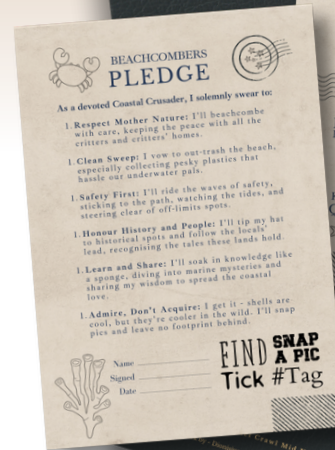 BEACHCOMBERS
PLEDGE
As a devoted Coastal Crusader, I solemnly swear to:
1. Respect Mother Nature: I'll beachcombe
with care, keeping the peace with all the
critters and critters' homes.
1. Clean Sweep: I vow to out-trash the beach,
especially collecting pesky plastics that
hassle our underwater pals.
1. Safety First: I'll ride the waves of safety,
sticking to the path, watching the tides, and
steering clear of off-limits spots.
1. Honour History and People: I'll tip my hat
to historical spots and follow the locals'
lead, recognising the tales these lands hold.
1. Learn and Share: I'll soak in knowledge like
a sponge, diving into marine mysteries and
sharing my wisdom to spread the coastal
love.
1. Admire, Don't Acquire: I get it - shells are
cool, but they're cooler in the wild. I'll snap
pics and leave no footprint behind.
Name
Signed
Date
FIND SNAP
A PIC
Tick #Tag
Crawl Mid